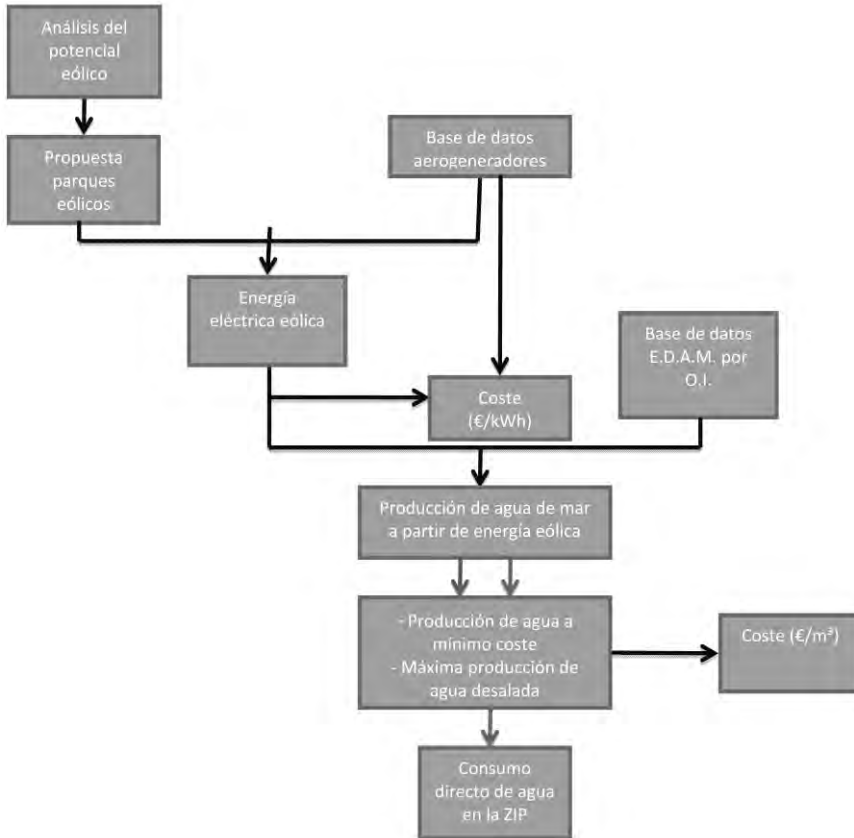 Análisis del
potencial
eólico
Propuesta
parques
eólicos
Base de datos
aerogeneradores
Energía
eléctrica eólica
Base de datos
E.D.A.M. por
O.I.
Coste
(€/kWh)
Producción de agua de mar
a partir de energía eólica
- Producción de agua a
mínimo coste
- Máxima producción de
agua desalada
Coste (€/m³)
Consumo
directo de agua
en la ZIP